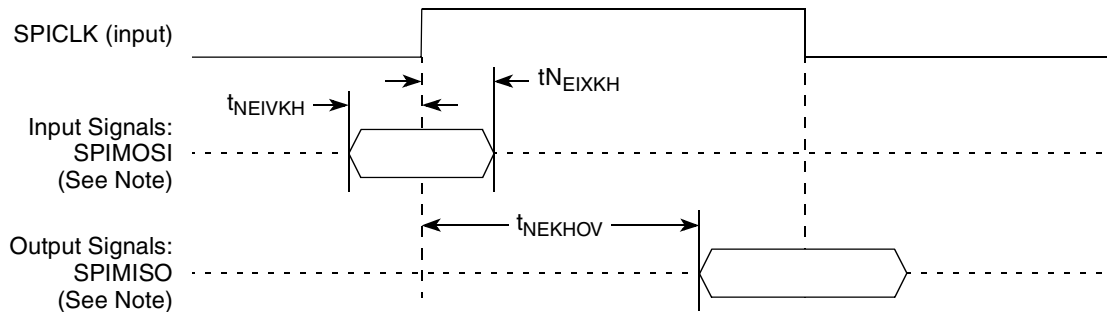 SPICLK (input)
tNEIVKH
tNEIXKH
Input Signals:
SPIMOSI
(See Note)
tNEKHOV
Output Signals:
SPIMISO
(See Note)